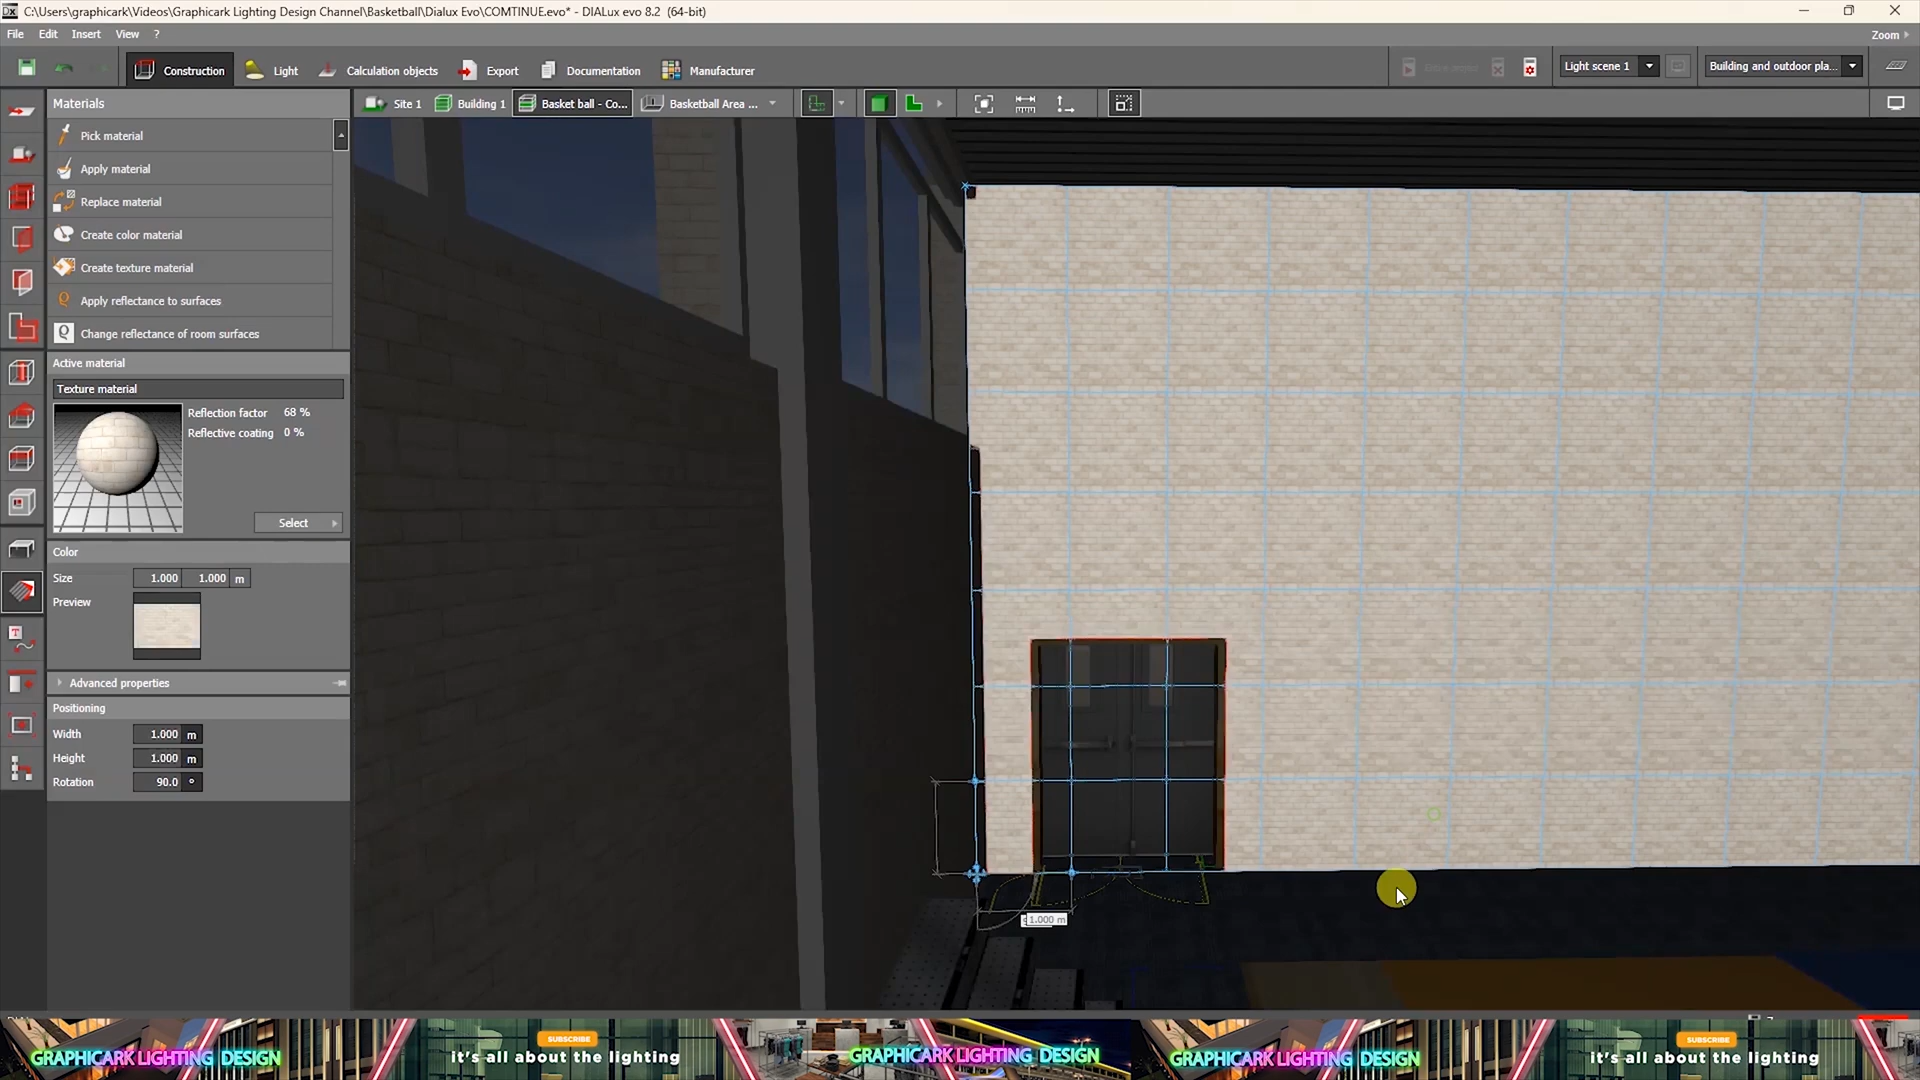 C:\Users\graphicark\Videos\Graphicark Lighting Design Channel\Basketball\Dialux Evo\COMTINUE.evo* - DIALux evo 8.2 (64-bit)
File Edit Insert View ?
Zoom
Construction Light Calculation objects Export Documentation Manufacturer
Light scene 1 Building and outdoor pla...
Materials
Site 1 Building 1 Basket ball - Co... Basketball Area ...
Pick material
Apply material
Replace material
Create color material
Create texture material
Apply reflectance to surfaces
Change reflectance of room surfaces
Active material
Texture material
Reflection factor 68 %
Reflective coating 0 %
Select
Color
Size 1.000 1.000 m
Preview
Advanced properties
Positioning
Width 1.000 m
Height 1.000 m
Rotation 90.0 °
1.000 m
GRAPHICARK LIGHTING DESIGN
SUBSCRIBE
it's all about the lighting
GRAPHICARK LIGHTING DESIGN
GRAPHICARK LIGHTING DESIGN
SUBSCRIBE
it's all about the lighting